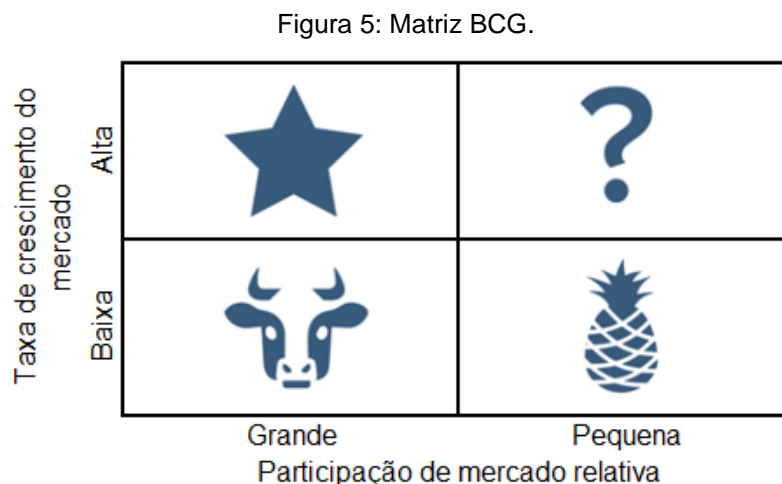 Figura 5: Matriz BCG.
Taxa de crescimento do
mercado
Alta
?
Baixa
Grande
Pequena
Participação de mercado relativa